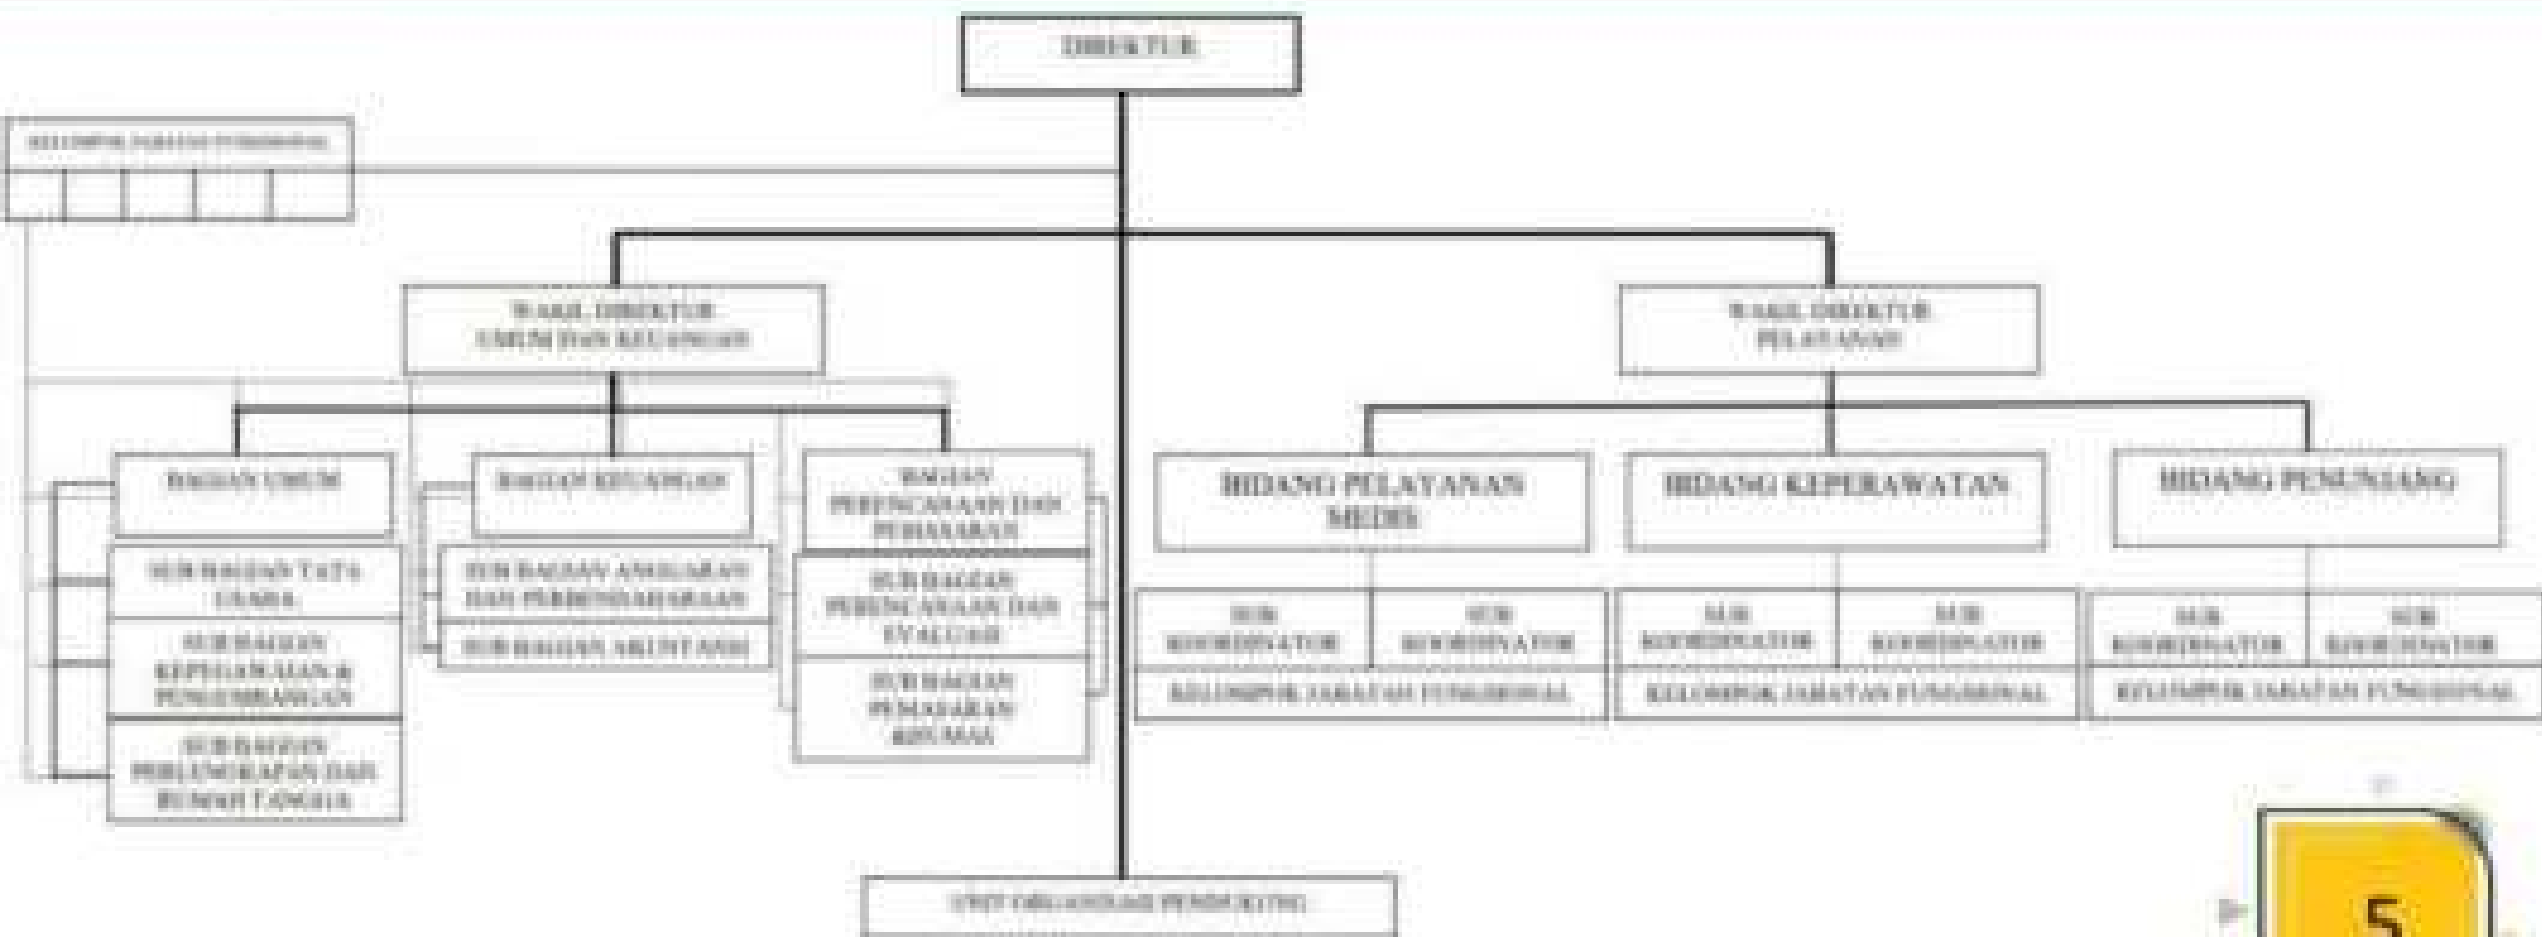 DIREKTUR
KELOMPOK JABATAN FUNGSIONAL
WAKIL DIREKTUR
UMUM DAN KEUANGAN
WAKIL DIREKTUR
PELAYANAN
BAGIAN UMUM
BAGIAN KEUANGAN
BAGIAN
PERENCANAAN DAN
PEMASARAN
BIDANG PELAYANAN
MEDIS
BIDANG KEPERAWATAN
BIDANG PENUNJANG
SUB BAGIAN TATA
USAHA
SUB BAGIAN
KEPEGAWAIAN &
PENGEMBANGAN
SUB BAGIAN
PERLENGKAPAN DAN
RUMAH TANGGA
SUB BAGIAN ANGGARAN
DAN PERBENDAHARAAN
SUB BAGIAN AKUNTANSI
SUB BAGIAN
PERENCANAAN DAN
EVALUASI
SUB BAGIAN
PEMASARAN
&HUMAS
SUB
KOORDINATOR
SUB
KOORDINATOR
KELOMPOK JABATAN FUNGSIONAL
SUB
KOORDINATOR
SUB
KOORDINATOR
KELOMPOK JABATAN FUNGSIONAL
SUB
KOORDINATOR
SUB
KOORDINATOR
KELOMPOK JABATAN FUNGSIONAL
UNIT ORGANISASI PENDUKUNG
5